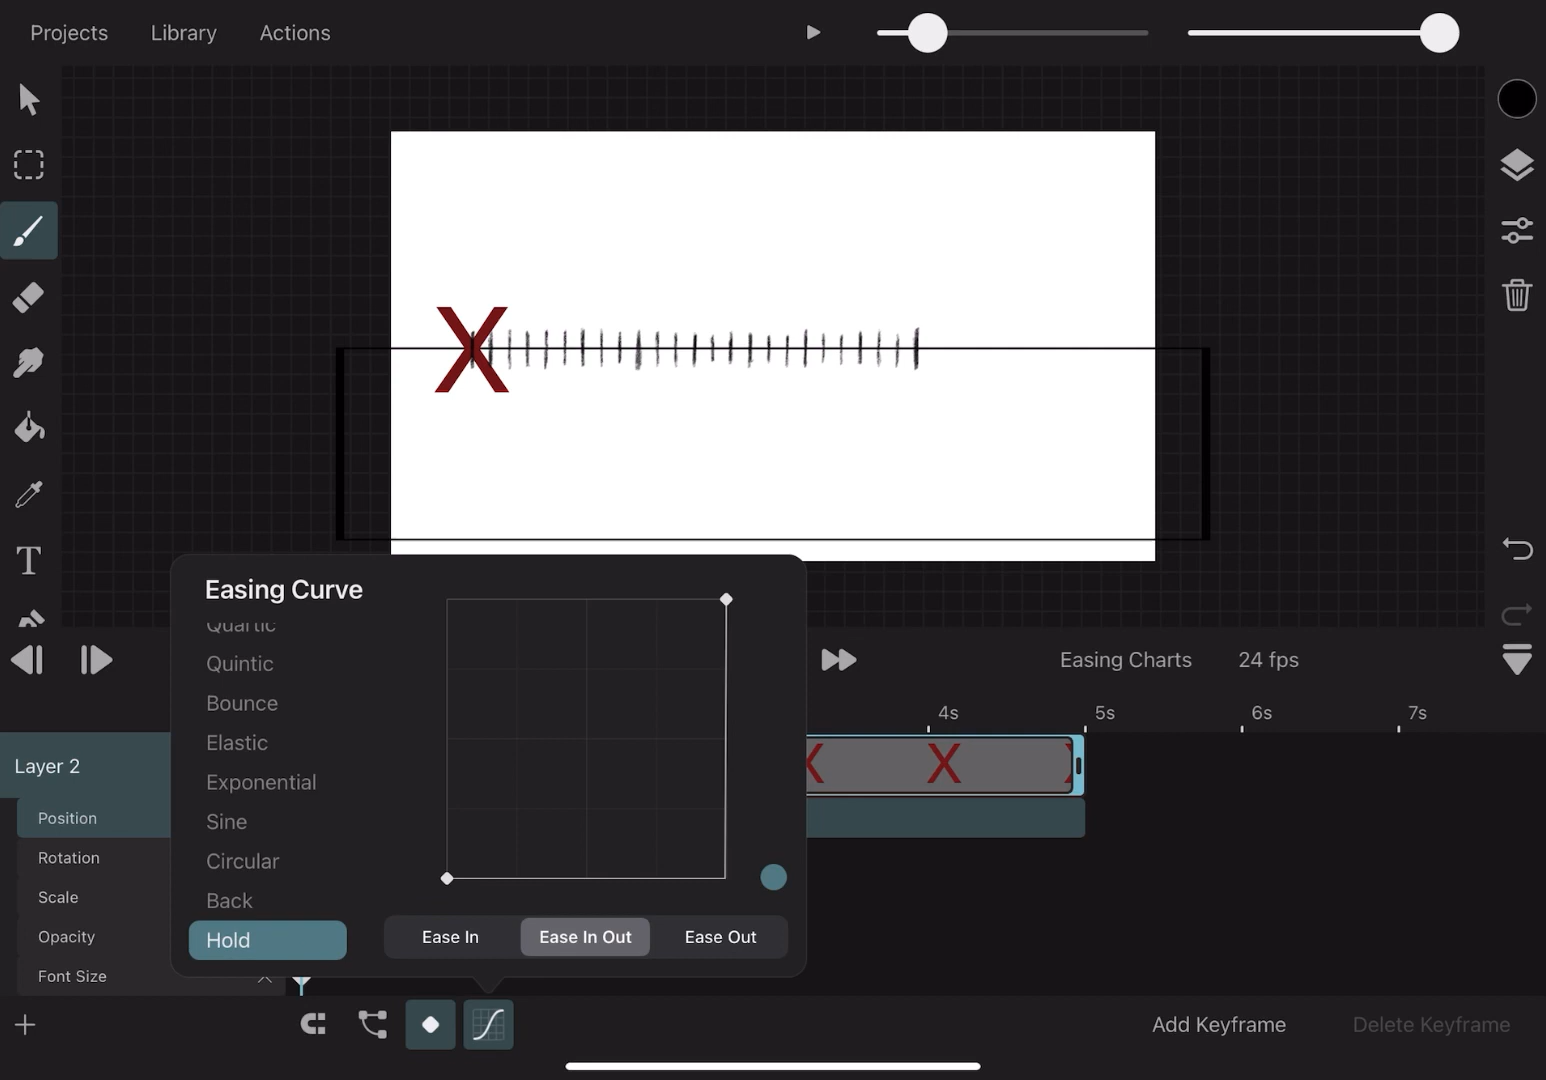 Projects Library Actions
X
T
Easing Curve
Quartic
Quintic
Bounce
Elastic
Exponential
Sine
Circular
Back
Hold
Ease In Ease In Out Ease Out
Easing Charts 24 fps
4s 5s 6s 7s
Layer 2
X
Position
Rotation
Scale
Opacity
Font Size
Add Keyframe Delete Keyframe